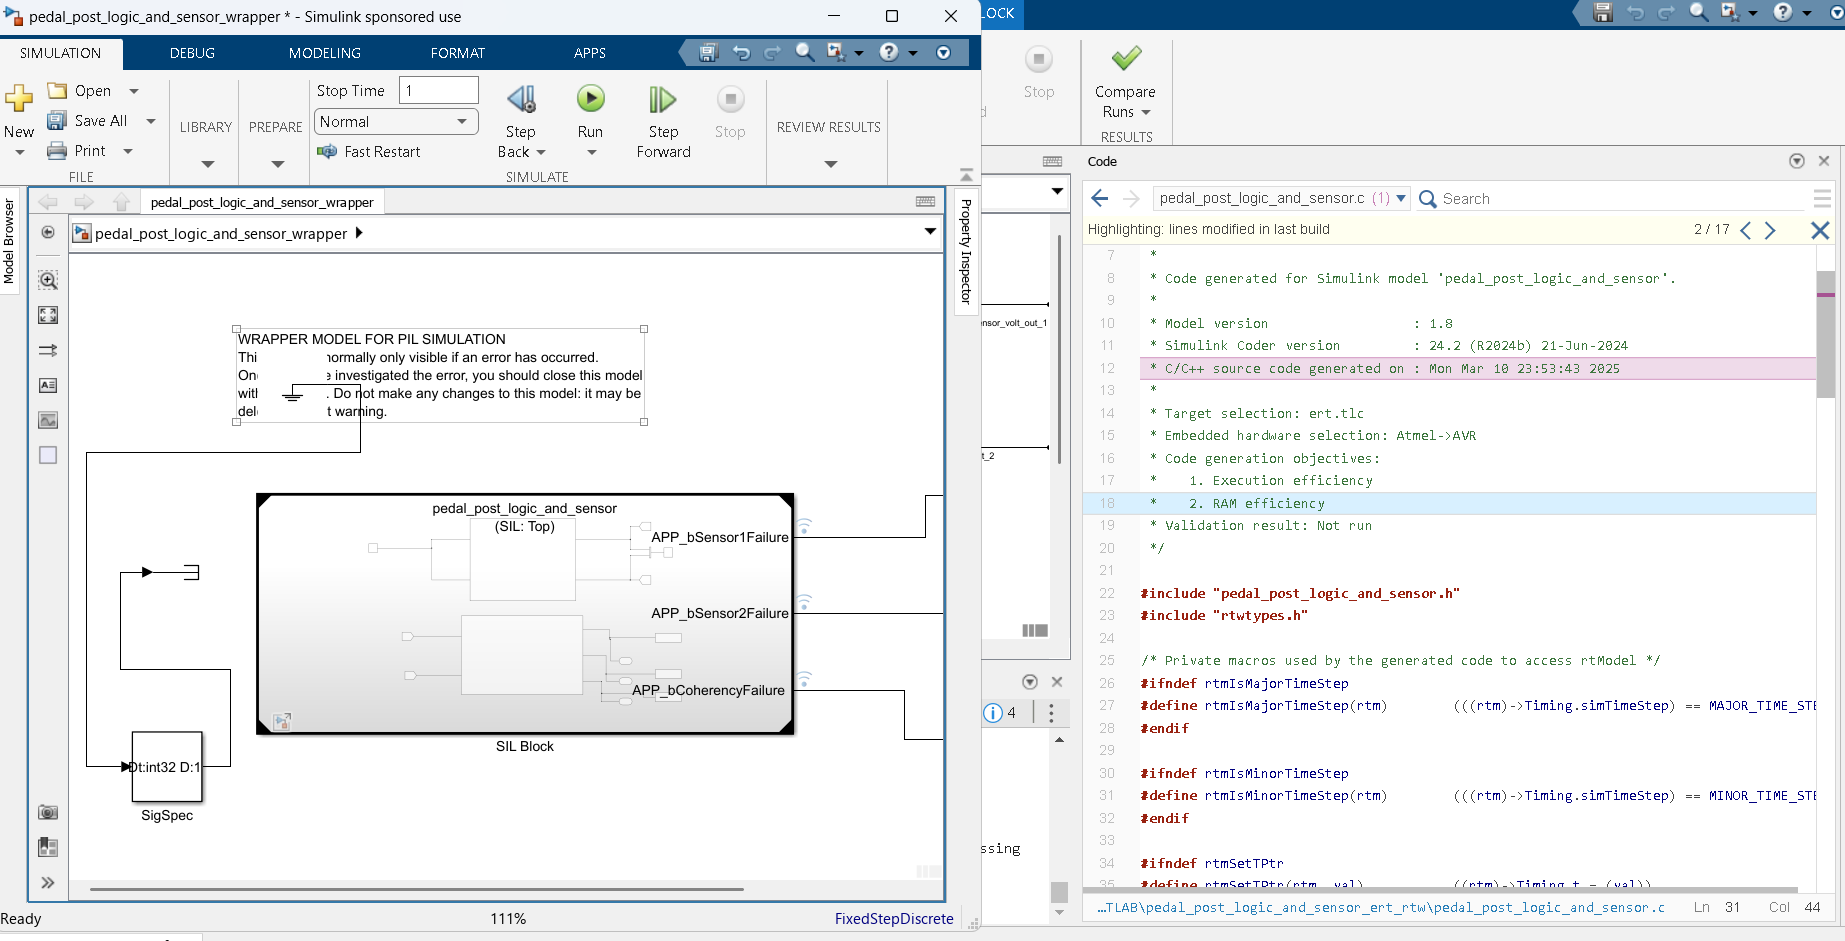 pedal_post_logic_and_sensor_wrapper * - Simulink sponsored use
SIMULATION
DEBUG
MODELING
FORMAT
APPS
New
Open
Save All
Print
FILE
LIBRARY
PREPARE
Stop Time 1
Normal
Fast Restart
Step
Back
Run
Step
Forward
Stop
SIMULATE
REVIEW RESULTS
Model Browser
pedal_post_logic_and_sensor_wrapper
pedal_post_logic_and_sensor_wrapper
Property Inspector
WRAPPER MODEL FOR PIL SIMULATION
Thi normally only visible if an error has occurred.
On e investigated the error, you should close this model
with . Do not make any changes to this model: it may be
del t warning.
pedal_post_logic_and_sensor
(SIL: Top)
APP_bSensor1Failure
APP_bSensor2Failure
APP_bCoherencyFailure
SIL Block
Dt:int32 D:1
SigSpec
Ready
111%
FixedStepDiscrete
LOCK
Stop
Compare
Runs
RESULTS
d
ensor_volt_out_1
t_2
4
ssing
Code
pedal_post_logic_and_sensor.c (1)
Search
Highlighting: lines modified in last build
2 / 17
7 *
8 * Code generated for Simulink model 'pedal_post_logic_and_sensor'.
9 *
10 * Model version : 1.8
11 * Simulink Coder version : 24.2 (R2024b) 21-Jun-2024
12 * C/C++ source code generated on : Mon Mar 10 23:53:43 2025
13 *
14 * Target selection: ert.tlc
15 * Embedded hardware selection: Atmel->AVR
16 * Code generation objectives:
17 * 1. Execution efficiency
18 * 2. RAM efficiency
19 * Validation result: Not run
20 */
21
22 #include "pedal_post_logic_and_sensor.h"
23 #include "rtwtypes.h"
24
25 /* Private macros used by the generated code to access rtModel */
26 #ifndef rtmIsMajorTimeStep
27 #define rtmIsMajorTimeStep(rtm) (((rtm)->Timing.simTimeStep) == MAJOR_TIME_STE
28 #endif
29
30 #ifndef rtmIsMinorTimeStep
31 #define rtmIsMinorTimeStep(rtm) (((rtm)->Timing.simTimeStep) == MINOR_TIME_STE
32 #endif
33
34 #ifndef rtmSetTPtr
35 #define rtmSetTPtr(rtm, val) ((rtm)->Timing.t = (val))
...TLAB\pedal_post_logic_and_sensor_ert_rtw\pedal_post_logic_and_sensor.c
Ln 31
Col 44